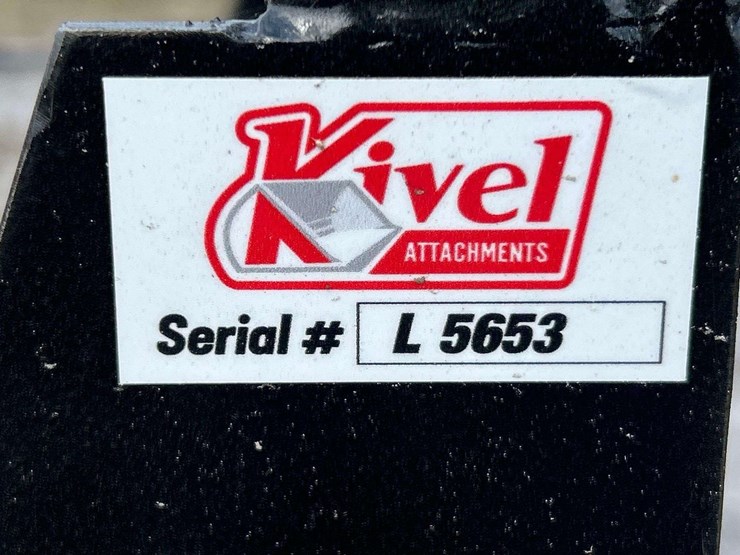 Kivel
ATTACHMENTS
Serial # L 5653